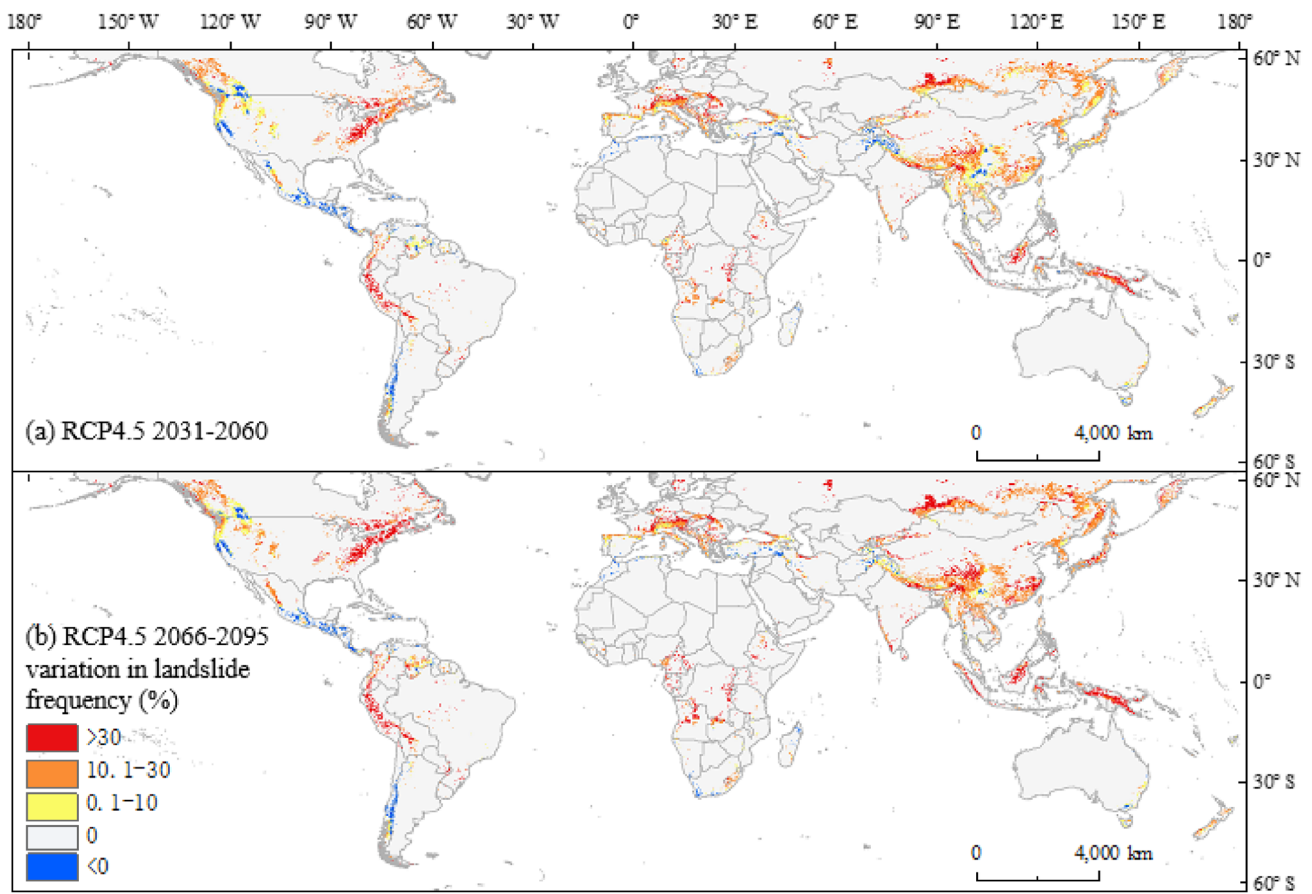 180° 120° W 90° W 60° W 30° W 0° 30° E 60° E 90° E 120° E 150° E 180°
60° N
30° N
0°
30° S
(a) RCP4.5 2031-2060
0 4,000 km
60° S
60° N
30° N
(b) RCP4.5 2066-2095
variation in landslide
frequency (%)
0°
>30
10. 1-30
0. 1-10
30° S
0
<0
0 4,000 km
60° S